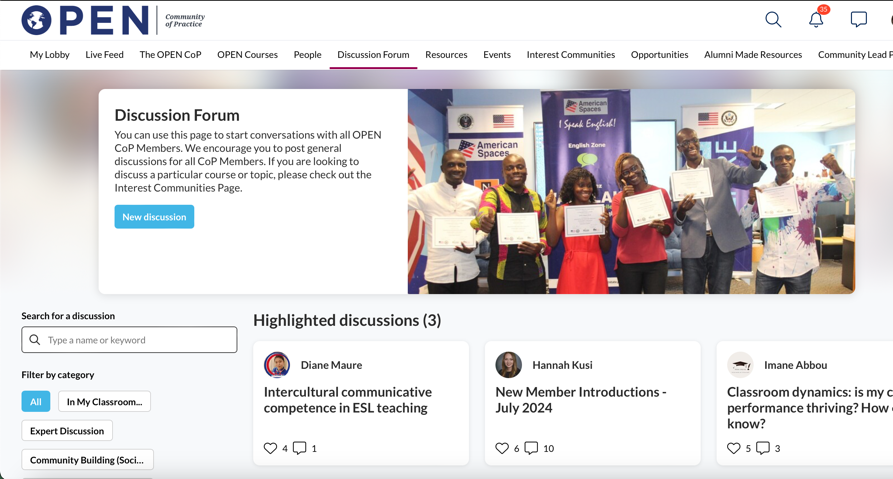 OPEN
Community
of Practice
35
My Lobby
Live Feed
The OPEN CoP
OPEN Courses
People
Discussion Forum
Resources
Events
Interest Communities
Opportunities
Alumni Made Resources
Community Lead
Discussion Forum
You can use this page to start conversations with all OPEN
CoP Members. We encourage you to post general
discussions for all CoP Members. If you are looking to
discuss a particular course or topic, please check out the
Interest Communities Page.
New discussion
American
Spaces
American
Spaces
I Speak English!
English Zone
Search for a discussion
Type a name or keyword
Filter by category
All
In My Classroom...
Expert Discussion
Community Building (Soci...
Highlighted discussions (3)
Diane Maure
Intercultural communicative
competence in ESL teaching
4
1
Hannah Kusi
New Member Introductions -
July 2024
6
10
Imane Abbou
Classroom dynamics: is my c
performance thriving? How
know?
5
3